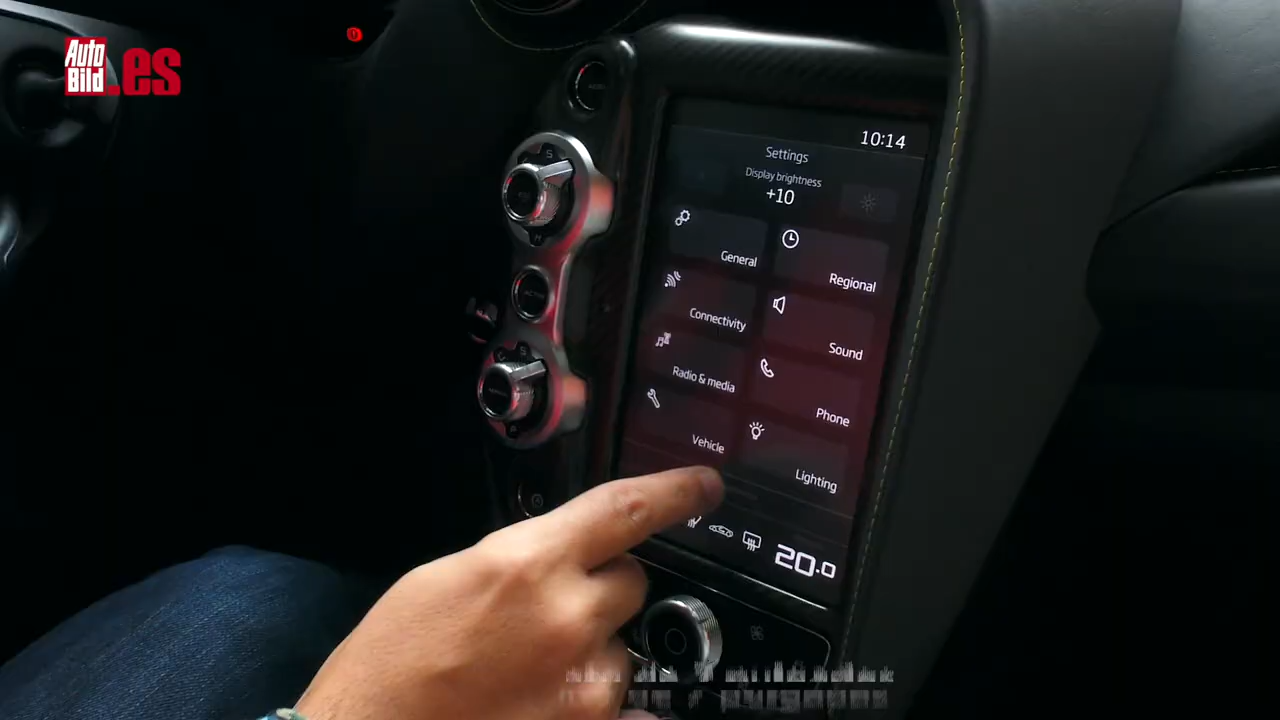 Auto
Bild
.es
10:14
Settings
Display brightness
+10
General
Regional
Connectivity
Sound
Radio & media
Phone
Vehicle
Lighting
20.0
S
H
ACTIVE
S